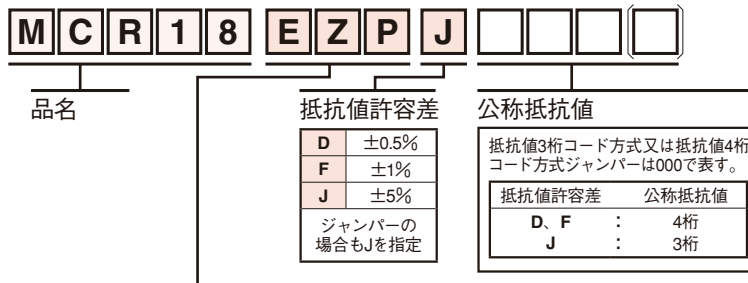 MCR18 EZP J
品名
抵抗値許容差
D ±0.5%
F ±1%
J ±5%
ジャンパーの
場合もJを指定
公称抵抗値
抵抗値3桁コード方式又は抵抗値4桁
コード方式ジャンパーは000で表す。
抵抗値許容差 公称抵抗値
D、F : 4桁
J : 3桁